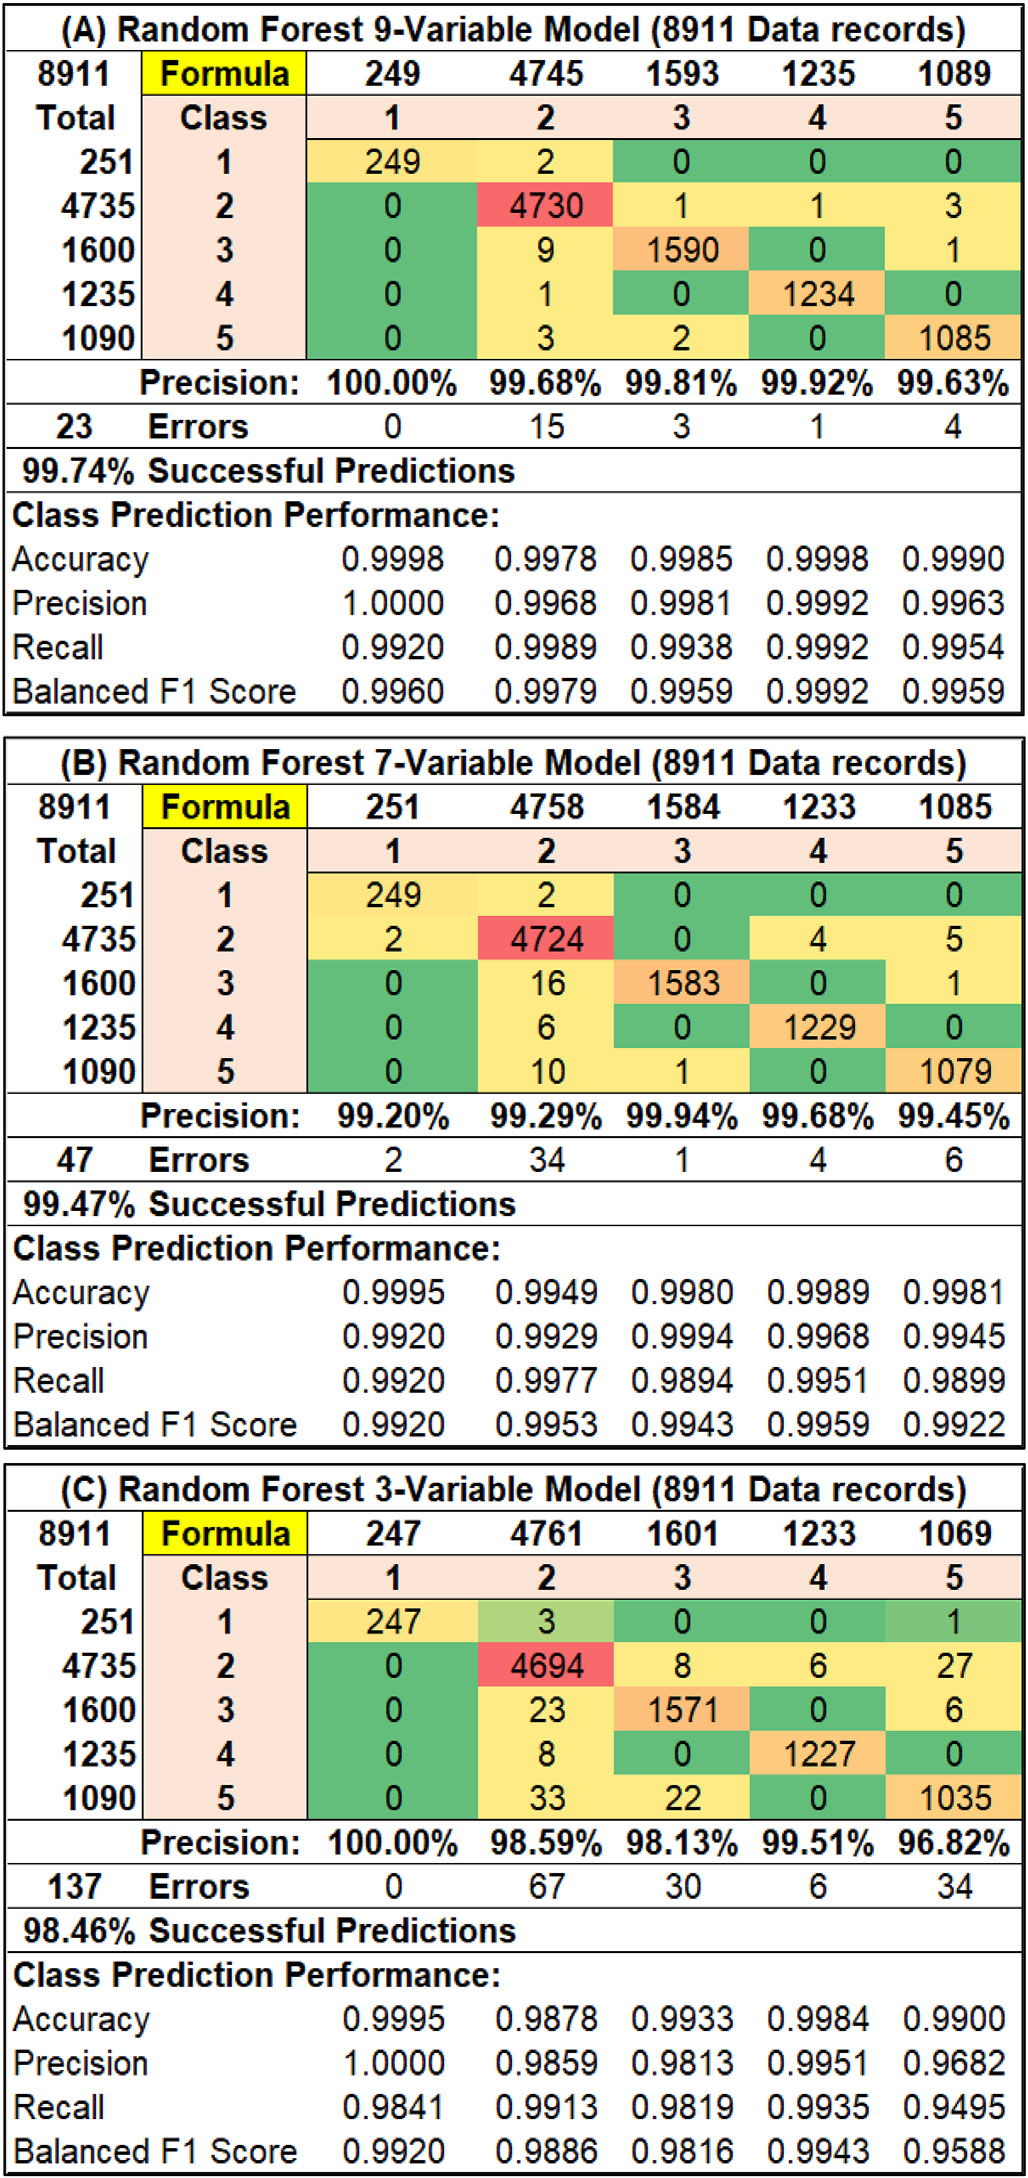 (A) Random Forest 9-Variable Model (8911 Data records)
8911 Formula 249 4745 1593 1235 1089
Total Class 1 2 3 4 5
251 1 249 2 0 0 0
4735 2 0 4730 1 1 3
1600 3 0 9 1590 0 1
1235 4 0 1 0 1234 0
1090 5 0 3 2 0 1085
Precision: 100.00% 99.68% 99.81% 99.92% 99.63%
23 Errors 0 15 3 1 4
99.74% Successful Predictions
Class Prediction Performance:
Accuracy 0.9998 0.9978 0.9985 0.9998 0.9990
Precision 1.0000 0.9968 0.9981 0.9992 0.9963
Recall 0.9920 0.9989 0.9938 0.9992 0.9954
Balanced F1 Score 0.9960 0.9979 0.9959 0.9992 0.9959
(B) Random Forest 7-Variable Model (8911 Data records)
8911 Formula 251 4758 1584 1233 1085
Total Class 1 2 3 4 5
251 1 249 2 0 0 0
4735 2 2 4724 0 4 5
1600 3 0 16 1583 0 1
1235 4 0 6 0 1229 0
1090 5 0 10 1 0 1079
Precision: 99.20% 99.29% 99.94% 99.68% 99.45%
47 Errors 2 34 1 4 6
99.47% Successful Predictions
Class Prediction Performance:
Accuracy 0.9995 0.9949 0.9980 0.9989 0.9981
Precision 0.9920 0.9929 0.9994 0.9968 0.9945
Recall 0.9920 0.9977 0.9894 0.9951 0.9899
Balanced F1 Score 0.9920 0.9953 0.9943 0.9959 0.9922
(C) Random Forest 3-Variable Model (8911 Data records)
8911 Formula 247 4761 1601 1233 1069
Total Class 1 2 3 4 5
251 1 247 3 0 0 1
4735 2 0 4694 8 6 27
1600 3 0 23 1571 0 6
1235 4 0 8 0 1227 0
1090 5 0 33 22 0 1035
Precision: 100.00% 98.59% 98.13% 99.51% 96.82%
137 Errors 0 67 30 6 34
98.46% Successful Predictions
Class Prediction Performance:
Accuracy 0.9995 0.9878 0.9933 0.9984 0.9900
Precision 1.0000 0.9859 0.9813 0.9951 0.9682
Recall 0.9841 0.9913 0.9819 0.9935 0.9495
Balanced F1 Score 0.9920 0.9886 0.9816 0.9943 0.9588